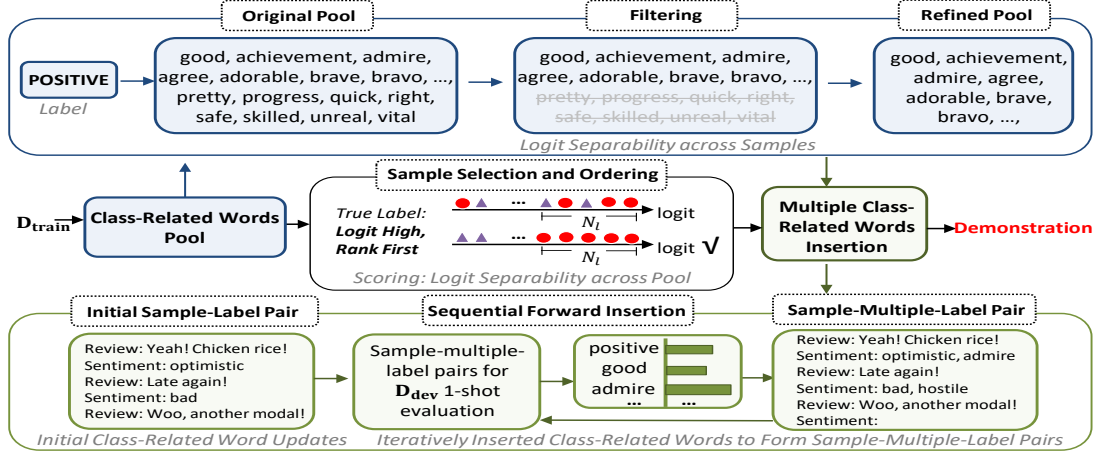 Original Pool
Filtering
Refined Pool
POSITIVE
Label
good, achievement, admire,
agree, adorable, brave, bravo, ...,
pretty, progress, quick, right,
safe, skilled, unreal, vital
good, achievement, admire,
agree, adorable, brave, bravo, ...,
pretty, progress, quick, right,
safe, skilled, unreal, vital
good, achievement,
admire, agree,
adorable, brave,
bravo, ...,
Logit Separability across Samples
D_train
Class-Related Words
Pool
Sample Selection and Ordering
True Label:
Logit High,
Rank First
...
N_l
logit
...
N_l
logit √
Scoring: Logit Separability across Pool
Multiple Class-
Related Words
Insertion
Demonstration
Initial Sample-Label Pair
Sequential Forward Insertion
Sample-Multiple-Label Pair
Review: Yeah! Chicken rice!
Sentiment: optimistic
Review: Late again!
Sentiment: bad
Review: Woo, another modal!
Initial Class-Related Word Updates
Sample-multiple-
label pairs for
D_dev 1-shot
evaluation
positive
good
admire
... ...
Review: Yeah! Chicken rice!
Sentiment: optimistic, admire
Review: Late again!
Sentiment: bad, hostile
Review: Woo, another modal!
Sentiment:
Iteratively Inserted Class-Related Words to Form Sample-Multiple-Label Pairs